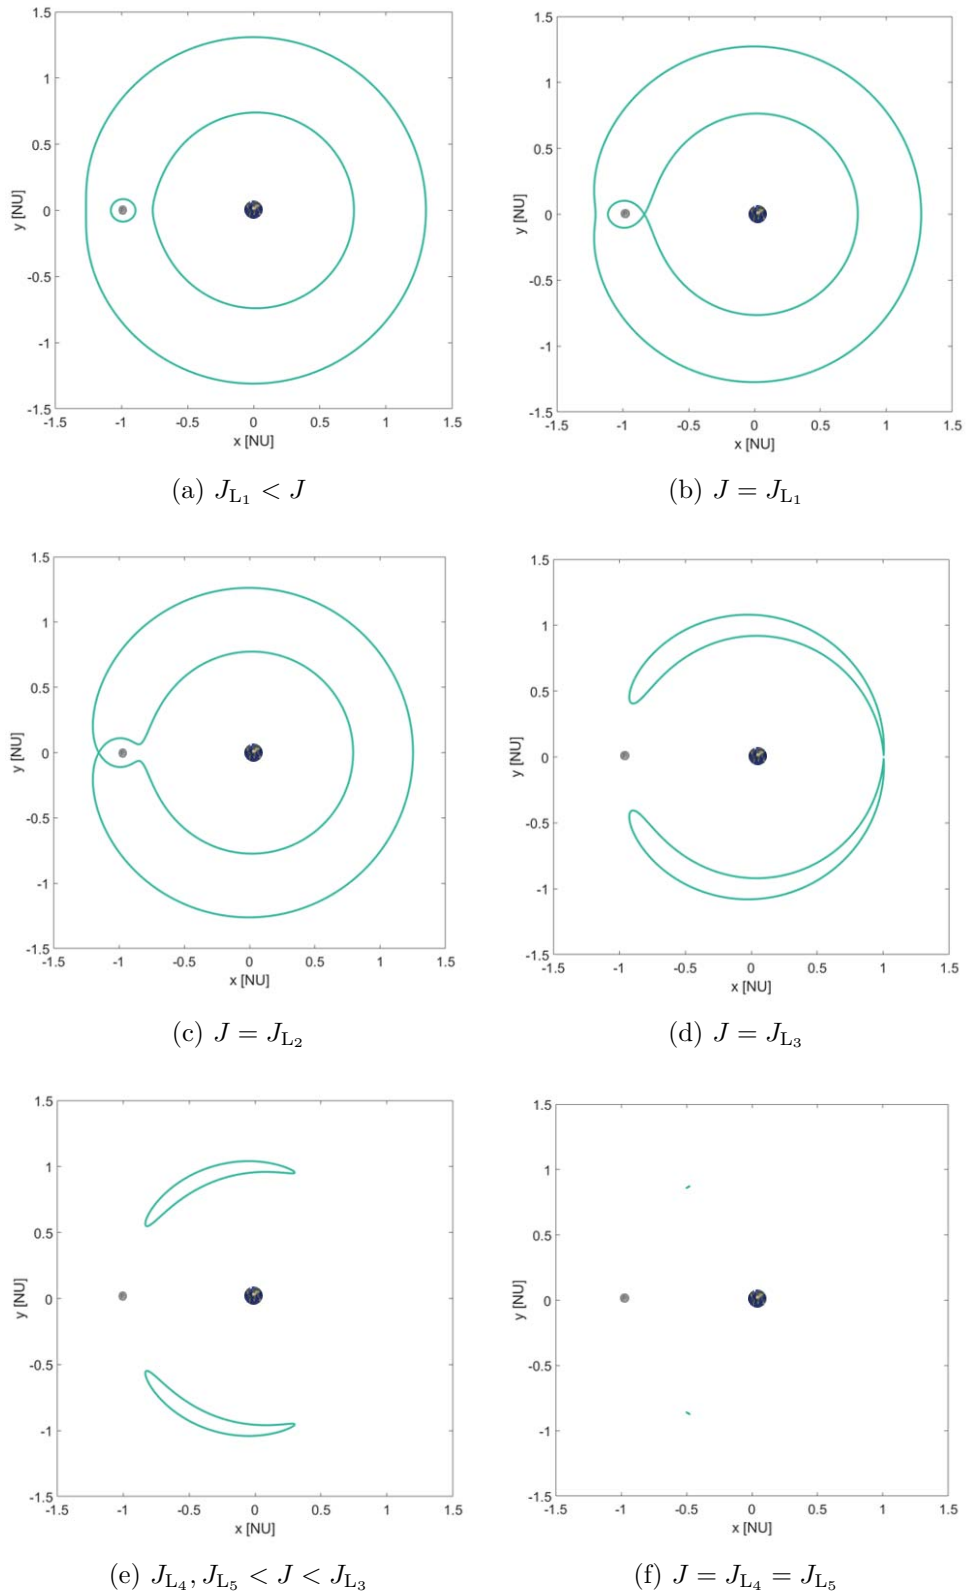 1.5
1
0.5
0
-0.5
-1
-1.5
y [NU]
-1.5 -1 -0.5 0 0.5 1 1.5
x [NU]
(a) J_{L_1} < J
1.5
1
0.5
0
-0.5
-1
-1.5
y [NU]
-1.5 -1 -0.5 0 0.5 1 1.5
x [NU]
(b) J = J_{L_1}
1.5
1
0.5
0
-0.5
-1
-1.5
y [NU]
-1.5 -1 -0.5 0 0.5 1 1.5
x [NU]
(c) J = J_{L_2}
1.5
1
0.5
0
-0.5
-1
-1.5
y [NU]
-1.5 -1 -0.5 0 0.5 1 1.5
x [NU]
(d) J = J_{L_3}
1.5
1
0.5
0
-0.5
-1
-1.5
y [NU]
-1.5 -1 -0.5 0 0.5 1 1.5
x [NU]
(e) J_{L_4}, J_{L_5} < J < J_{L_3}
1.5
1
0.5
0
-0.5
-1
-1.5
y [NU]
-1.5 -1 -0.5 0 0.5 1 1.5
x [NU]
(f) J = J_{L_4} = J_{L_5}